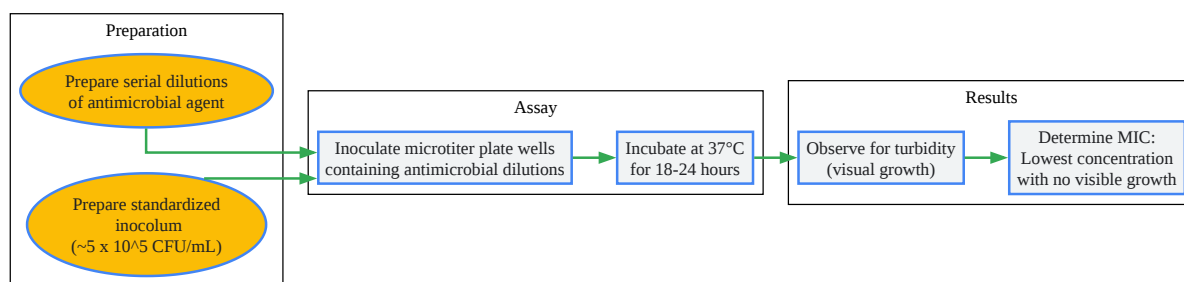 Preparation
Prepare serial dilutions
of antimicrobial agent
Prepare standardized
inocolum
(~5 x 10^5 CFU/mL)
Assay
Inoculate microtiter plate wells
containing antimicrobial dilutions
Incubate at 37°C
for 18-24 hours
Results
Observe for turbidity
(visual growth)
Determine MIC:
Lowest concentration
with no visible growth